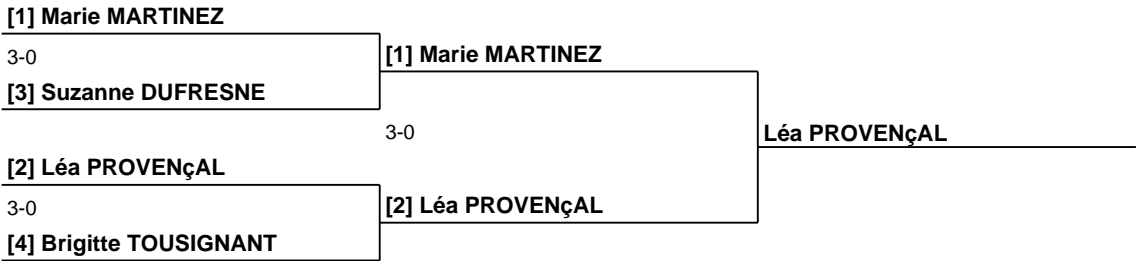 [1] Marie MARTINEZ
3-0
[1] Marie MARTINEZ
[3] Suzanne DUFRESNE
3-0
Léa PROVENçAL
[2] Léa PROVENçAL
3-0
[2] Léa PROVENçAL
[4] Brigitte TOUSIGNANT